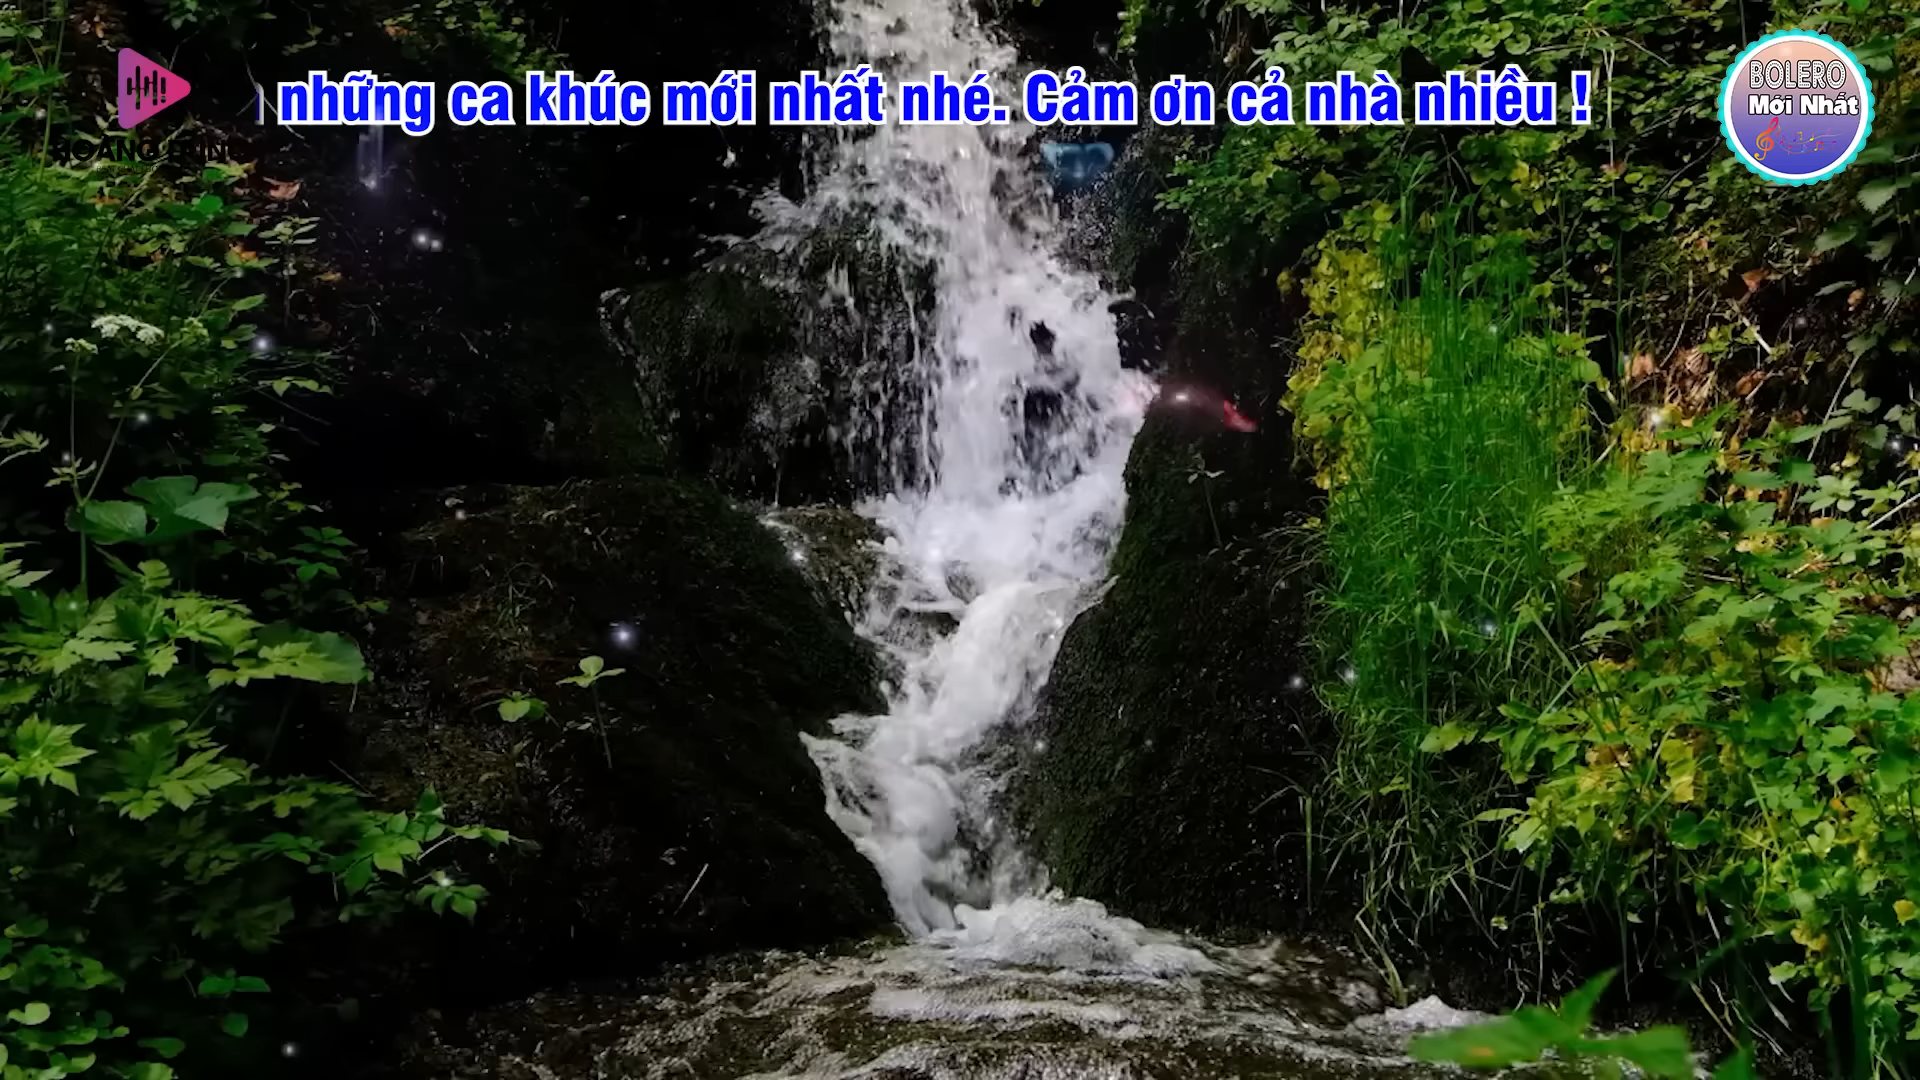 những ca khúc mới nhất nhé. Cảm ơn cả nhà nhiều !
BOLERO
Mới Nhất